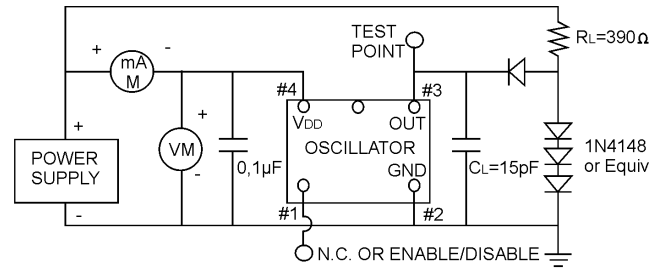 TEST
POINT
RL=390Ω
+
-
mA
M
#4
#3
+
+
VDD
OUT
POWER
SUPPLY
VM
0,1µF
OSCILLATOR
CL=15pF
1N4148
or Equiv
GND
-
-
#1
#2
N.C. OR ENABLE/DISABLE